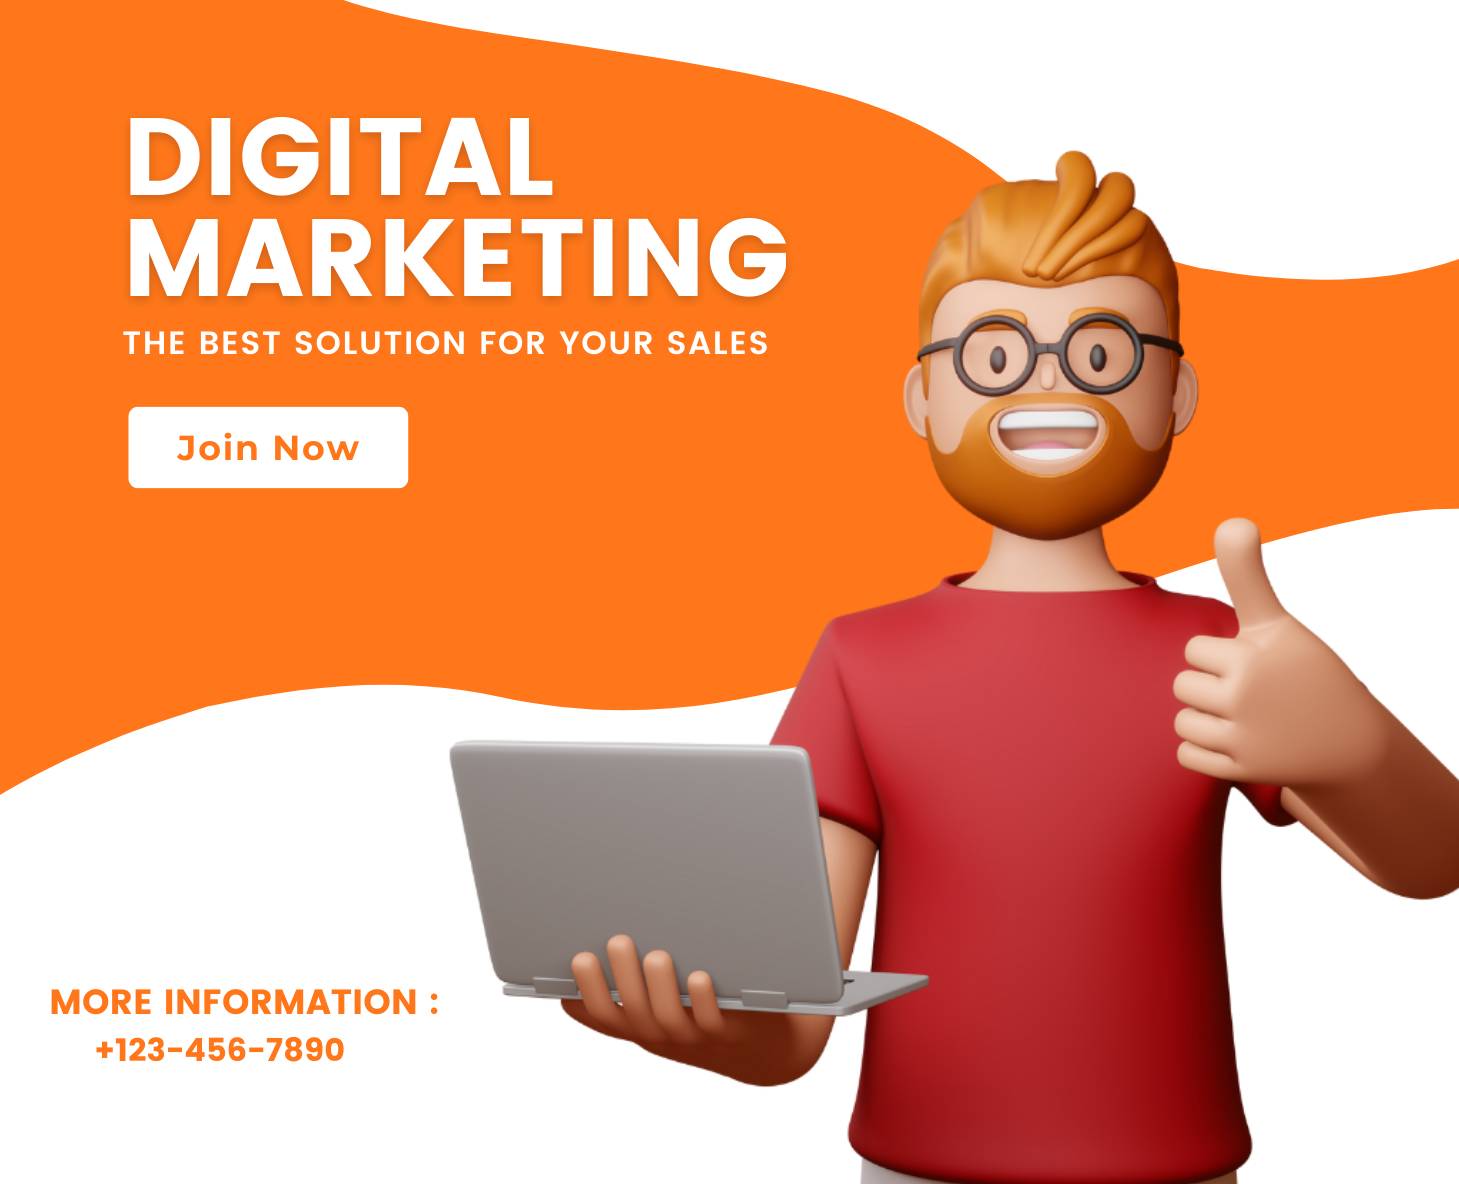 DIGITAL
MARKETING
THE BEST SOLUTION FOR YOUR SALES
Join Now
MORE INFORMATION :
+123-456-7890